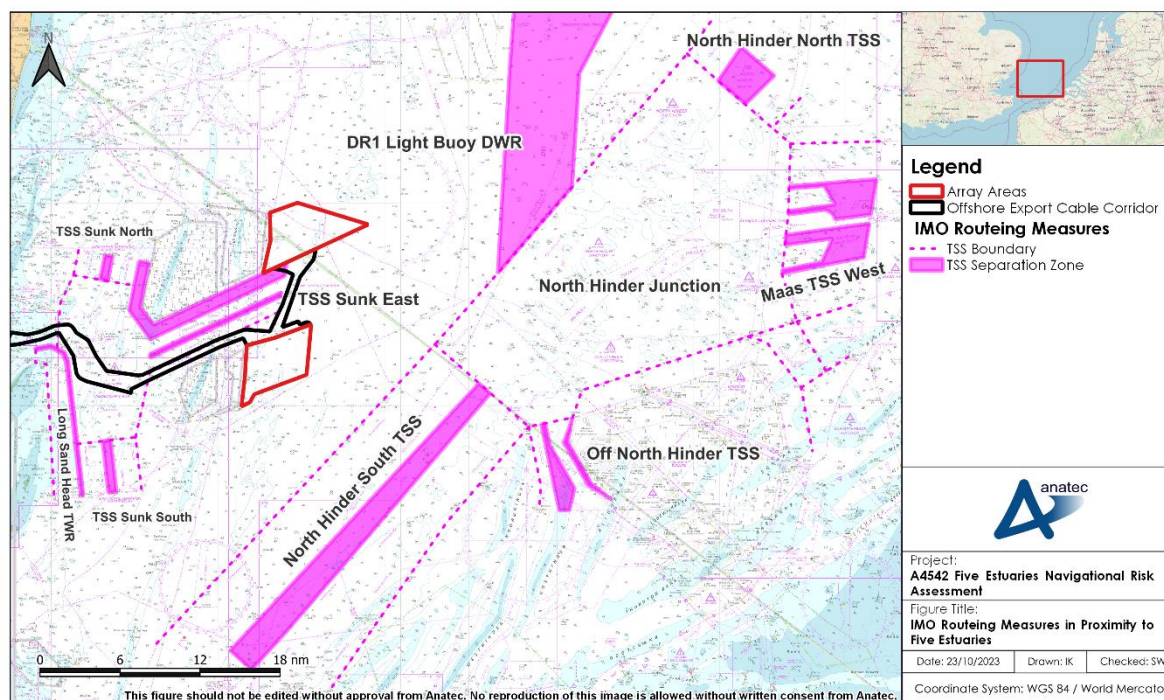 N
North Hinder North TSS
DR1 Light Buoy DWR
TSS Sunk North
TSS Sunk East
North Hinder Junction
Maas TSS West
Long Sand Head TWR
TSS Sunk South
North Hinder South TSS
Off North Hinder TSS
0 6 12 18 nm
This figure should not be edited without approval from Anatec. No reproduction of this image is allowed without written consent from Anatec.
Legend
Array Areas
Offshore Export Cable Corridor
IMO Routeing Measures
TSS Boundary
TSS Separation Zone
anatec
Project:
A4542 Five Estuaries Navigational Risk
Assessment
Figure Title:
IMO Routeing Measures in Proximity to
Five Estuaries
Date: 23/10/2023 Drawn: IK Checked: SW
Coordinate System: WGS 84 / World Mercato